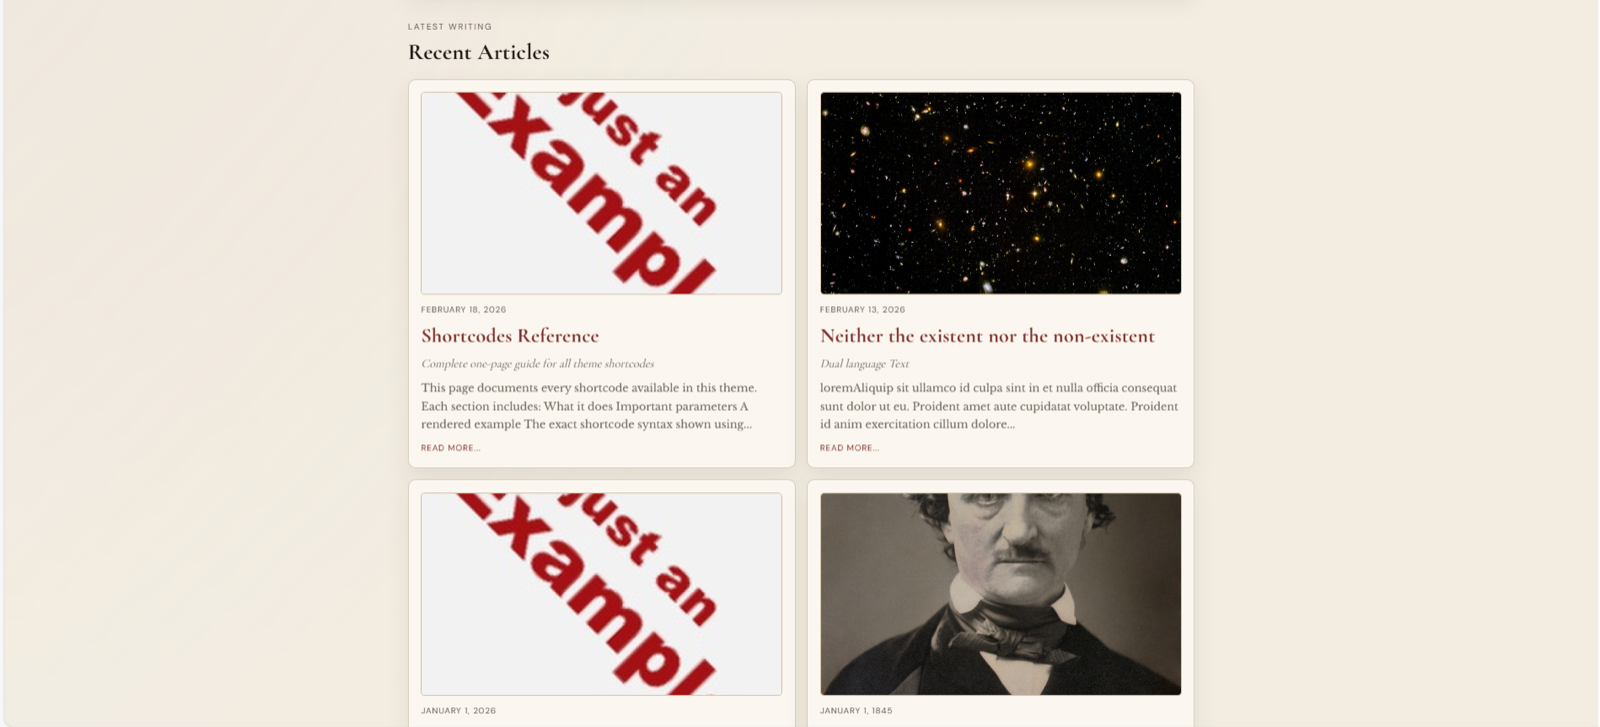 LATEST WRITING
Recent Articles
just an
Exampl
FEBRUARY 18, 2026
Shortcodes Reference
Complete one-page guide for all theme shortcodes
This page documents every shortcode available in this theme.
Each section includes: What it does Important parameters A
rendered example The exact shortcode syntax shown using...
READ MORE...
FEBRUARY 13, 2026
Neither the existent nor the non-existent
Dual language Text
loremAliquip sit ullamco id culpa sint in et nulla officia consequat
sunt dolor ut eu. Proident amet aute cupidatat voluptate. Proident
id anim exercitation cillum dolore...
READ MORE...
just an
Exampl
JANUARY 1, 2026
JANUARY 1, 1845